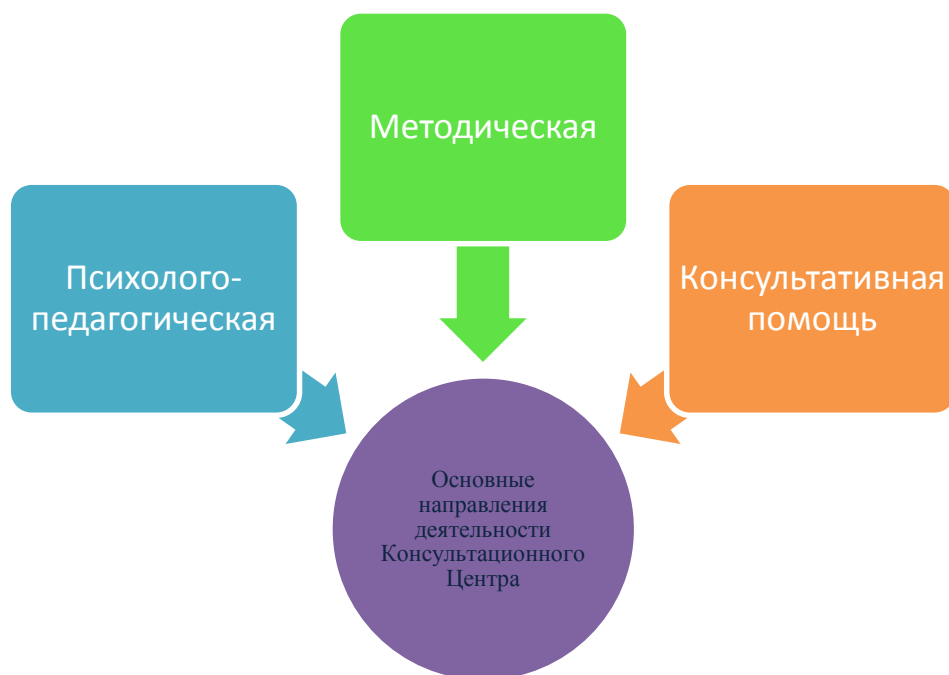 Методическая
Психолого-
педагогическая
Консультативная
помощь
Основные
направления
деятельности
Консультационного
Центра